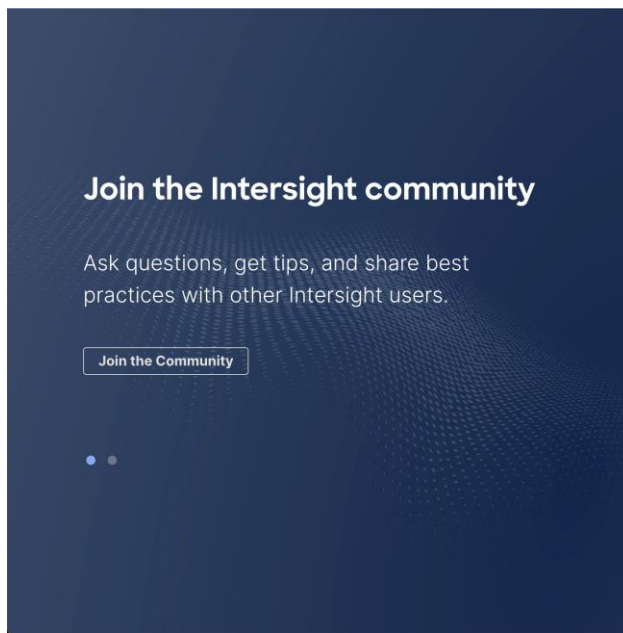 Join the Intersight community
Ask questions, get tips, and share best
practices with other Intersight users.
Join the Community